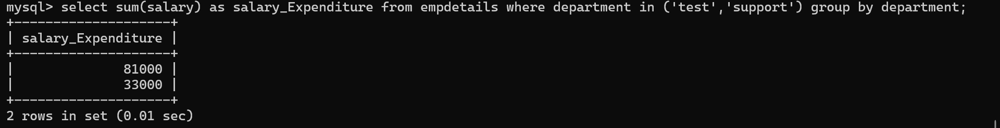 mysql> select sum(salary) as salary_Expenditure from empdetails where department in ('test','support') group by department;
+--------------------+
| salary_Expenditure |
+--------------------+
|              81000 |
|              33000 |
+--------------------+
2 rows in set (0.01 sec)